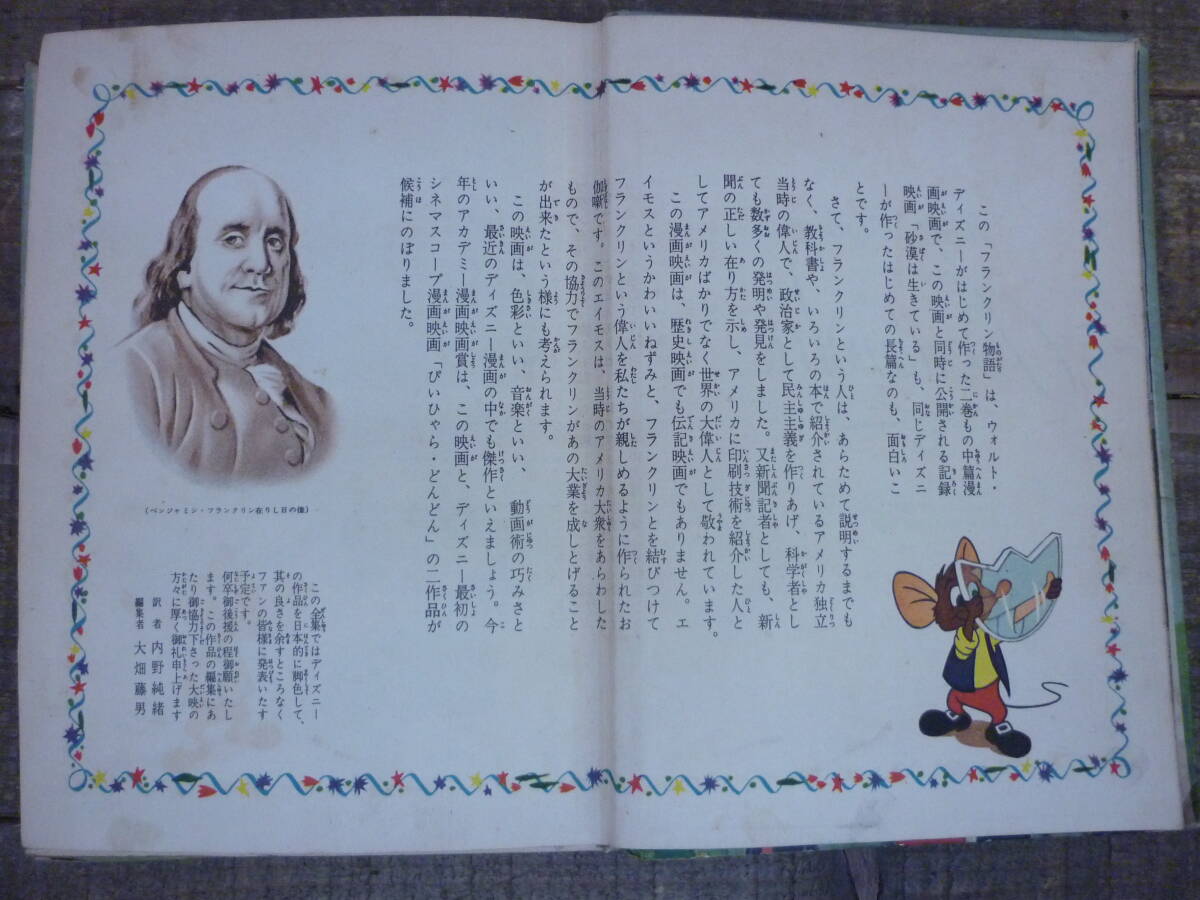 この「フランクリン物語」は、ウォルト・
ディズニーがはじめて作った二巻もの中篇漫
画映画で、この映画と同時に公開される記録
映画「砂漠は生きている」も、同じディズニ
ーが作ったはじめての長篇なのも、面白いこ
とです。
さて、フランクリンという人は、あらためて説明するまでも
なく、教科書や、いろいろの本で紹介されているアメリカ独立
当時の偉人で、政治家として民主主義を作りあげ、科学者とし
ても数多くの発明や発見をしました。又新聞記者としても、新
聞の正しい在り方を示し、アメリカに印刷技術を紹介した人と
してアメリカばかりでなく世界の大偉人として敬われています。
この漫画映画は、歴史映画でも伝記映画でもありません。エ
イモスというかわいいねずみと、フランクリンとを結びつけて
フランクリンという偉人を私たちが親しめるように作られたお
伽噺です。このエイモスは、当時のアメリカ大衆をあらわした
もので、その協力でフランクリンがあの大業を成しとげること
が出来たという様にも考えられます。
この映画は、色彩といい、音楽といい、動画術の巧みさと
いい、最近のディズニー漫画の中でも傑作といえましょう。今
年のアカデミー漫画映画賞は、この映画と、ディズニー最初の
シネマスコープ漫画映画「ぴいひゃら・どんどん」の二作品が
候補にのぼりました。
(ベンジャミン・フランクリン在りし日の像)
この全集ではディズニー
の作品を日本的に脚色して、
其の良さを余すところなく
ファンの皆様に発表いたす
予定です。
何卒御後援の程御願いたし
ます。この作品の編集にあ
たり御協力下さった大映の
方々に厚く御礼申上げます
訳者 内野純緒
編集者 大畑藤男